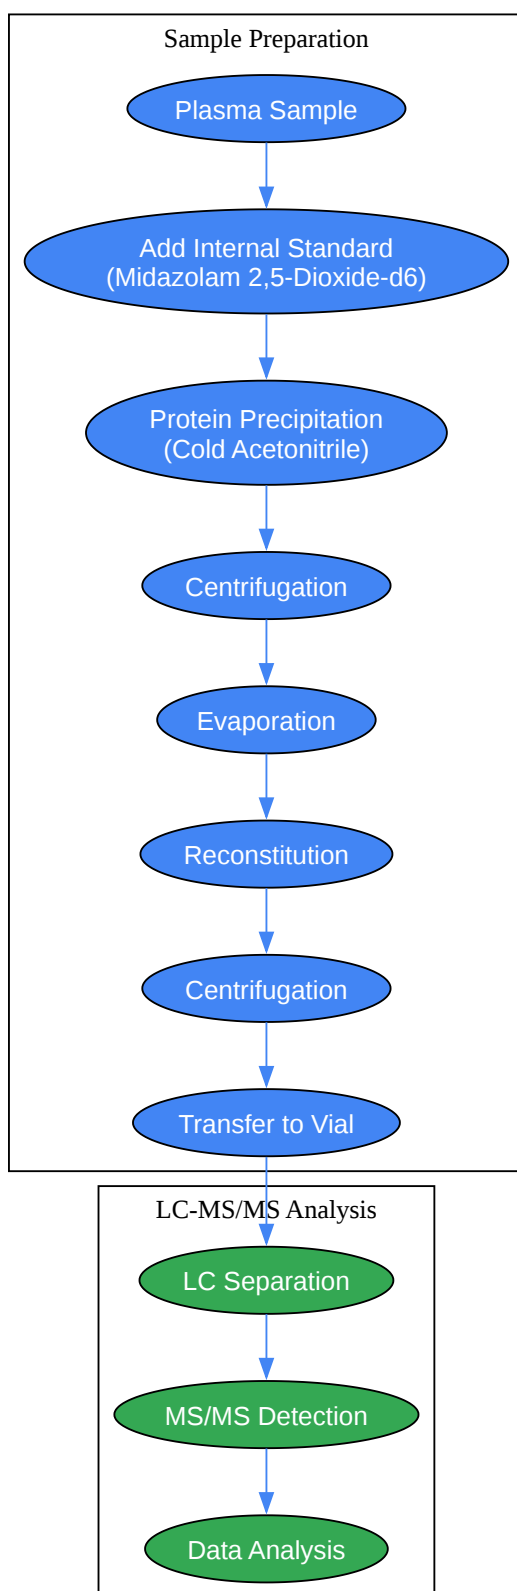 Sample Preparation
Plasma Sample
Add Internal Standard
(Midazolam 2,5-Dioxide-d6)
Protein Precipitation
(Cold Acetonitrile)
Centrifugation
Evaporation
Reconstitution
Centrifugation
Transfer to Vial
LC-MS/MS Analysis
LC Separation
MS/MS Detection
Data Analysis